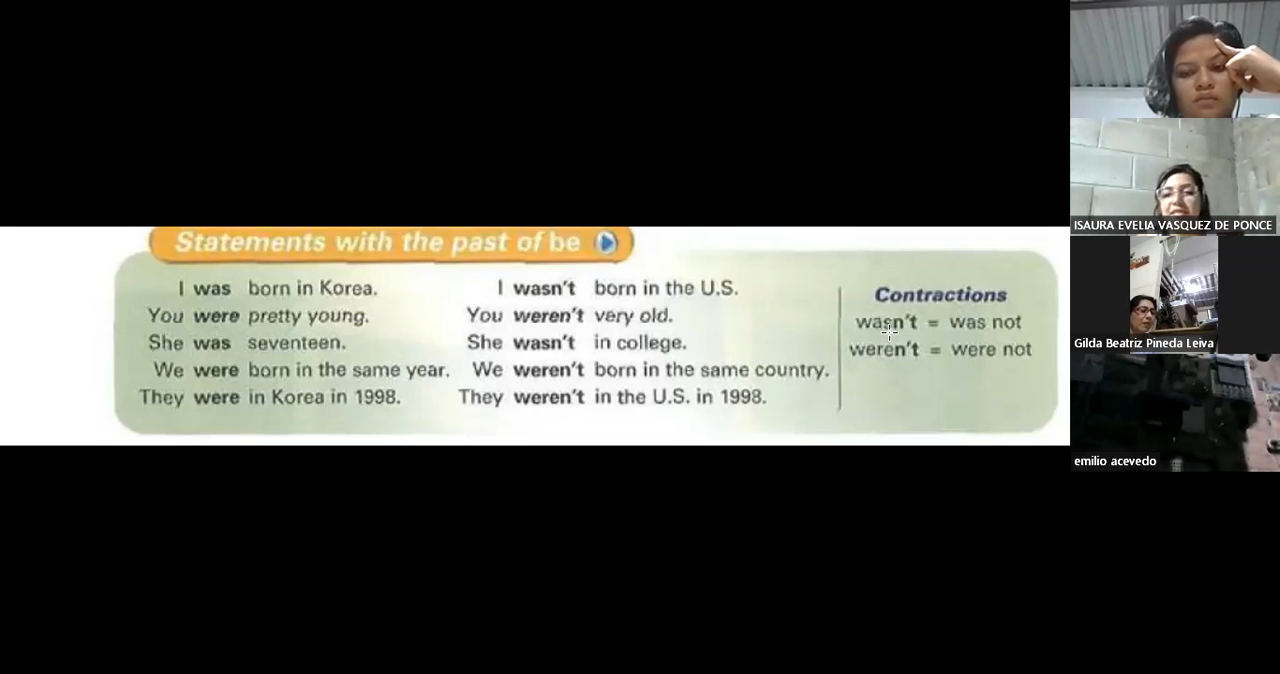 Statements with the past of be
I was born in Korea.
You were pretty young.
She was seventeen.
We were born in the same year.
They were in Korea in 1998.
I wasn't born in the U.S.
You weren't very old.
She wasn't in college.
We weren't born in the same country.
They weren't in the U.S. in 1998.
Contractions
wasn't = was not
weren't = were not
ISAURA EVELIA VASQUEZ DE PONCE
Gilda Beatriz Pineda Leiva
emilio acevedo